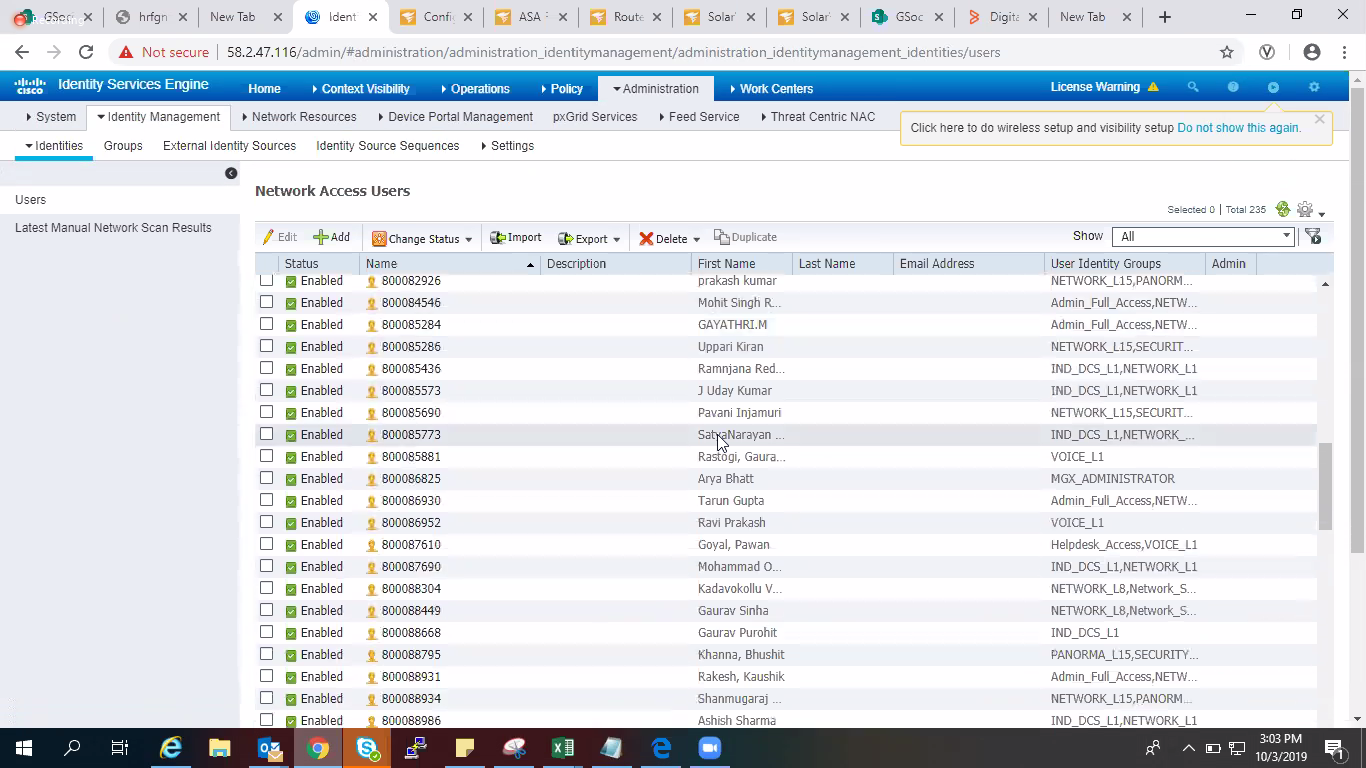 Recording
GSoc
hrfgn
New Tab
Ident
Confi
ASA F
Route
Solar
Solar
GSoc
Digita
New Tab
Not secure
58.2.47.116/admin/#administration/administration_identitymanagement/administration_identitymanagement_identities/users
cisco
Identity Services Engine
Home
Context Visibility
Operations
Policy
Administration
Work Centers
License Warning
System
Identity Management
Network Resources
Device Portal Management
pxGrid Services
Feed Service
Threat Centric NAC
Click here to do wireless setup and visibility setup Do not show this again.
Identities
Groups
External Identity Sources
Identity Source Sequences
Settings
Users
Latest Manual Network Scan Results
Network Access Users
Selected 0 | Total 235
Edit
Add
Change Status
Import
Export
Delete
Duplicate
Show
All
Status Name Description First Name Last Name Email Address User Identity Groups Admin
Enabled 800082926 prakash kumar NETWORK_L15,PANORM...
Enabled 800084546 Mohit Singh R... Admin_Full_Access,NETW...
Enabled 800085284 GAYATHRI.M Admin_Full_Access,NETW...
Enabled 800085286 Uppari Kiran NETWORK_L15,SECURIT...
Enabled 800085436 Ramnjana Red... IND_DCS_L1,NETWORK_L1
Enabled 800085573 J Uday Kumar IND_DCS_L1,NETWORK_L1
Enabled 800085690 Pavani Injamuri NETWORK_L15,SECURIT...
Enabled 800085773 SatyaNarayan ... IND_DCS_L1,NETWORK_...
Enabled 800085881 Rastogi, Gaura... VOICE_L1
Enabled 800086825 Arya Bhatt MGX_ADMINISTRATOR
Enabled 800086930 Tarun Gupta Admin_Full_Access,NETW...
Enabled 800086952 Ravi Prakash VOICE_L1
Enabled 800087610 Goyal, Pawan Helpdesk_Access,VOICE_L1
Enabled 800087690 Mohammad O... IND_DCS_L1,NETWORK_L1
Enabled 800088304 Kadavokollu V... NETWORK_L8,Network_S...
Enabled 800088449 Gaurav Sinha NETWORK_L8,Network_S...
Enabled 800088668 Gaurav Purohit IND_DCS_L1
Enabled 800088795 Khanna, Bhushit PANORMA_L15,SECURITY...
Enabled 800088931 Rakesh, Kaushik Admin_Full_Access,NETW...
Enabled 800088934 Shanmugaraj ... NETWORK_L15,PANORM...
Enabled 800088986 Ashish Sharma IND_DCS_L1,NETWORK_L1
3:03 PM
10/3/2019
1